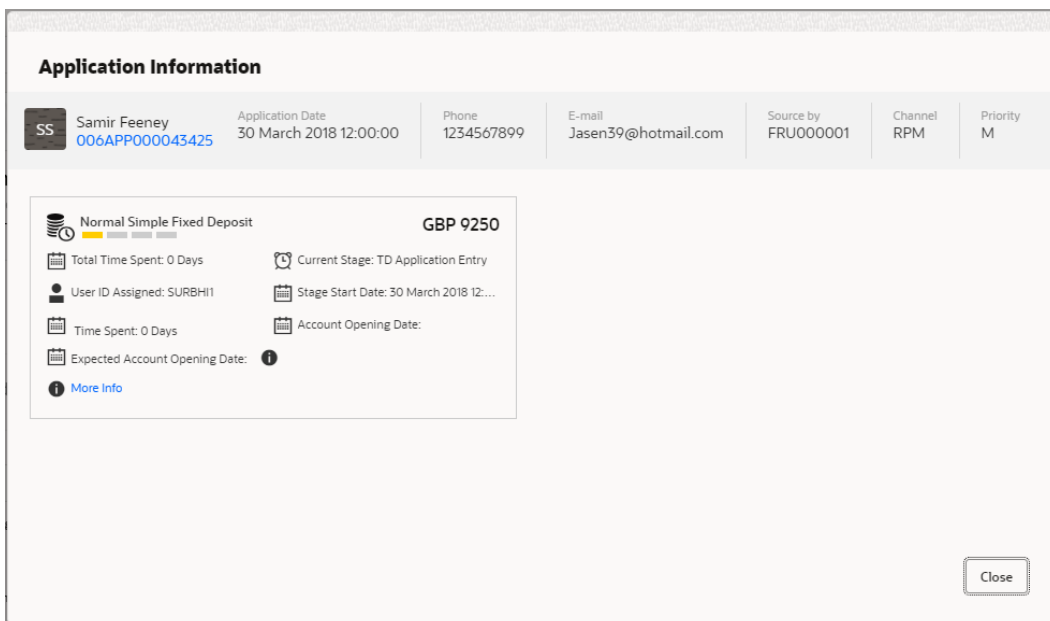 Application Information
SS
Samir Feeney
006APP000043425
Application Date
30 March 2018 12:00:00
Phone
1234567899
E-mail
Jasen39@hotmail.com
Source by
FRU000001
Channel
RPM
Priority
M
Normal Simple Fixed Deposit
GBP 9250
Total Time Spent: 0 Days
Current Stage: TD Application Entry
User ID Assigned: SURBHI1
Stage Start Date: 30 March 2018 12:...
Time Spent: 0 Days
Account Opening Date:
Expected Account Opening Date:
More Info
Close